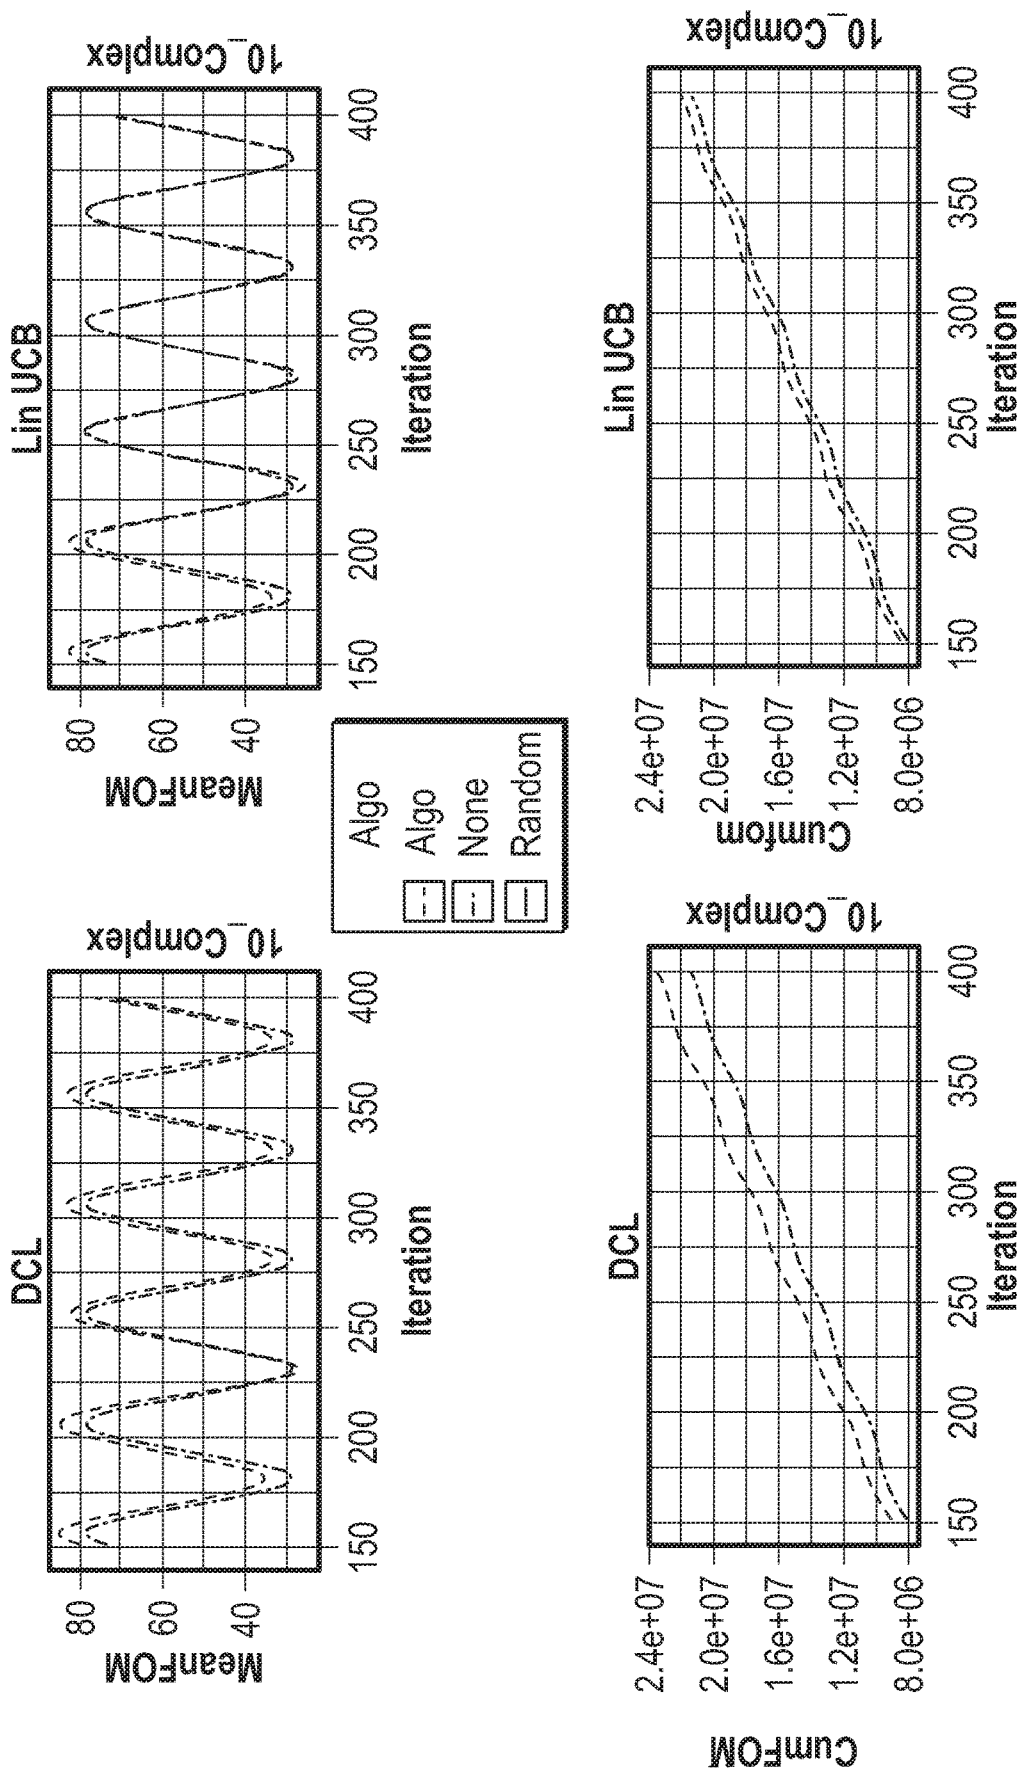 DCL
MeanFOM
80
60
40
150
200
250
300
350
400
Iteration
10_Complex
Lin UCB
MeanFOM
80
60
40
150
200
250
300
350
400
Iteration
10_Complex
Algo
Algo
None
Random
DCL
CumFOM
2.4e+07
2.0e+07
1.6e+07
1.2e+07
8.0e+06
150
200
250
300
350
400
Iteration
10_Complex
Lin UCB
Cumfom
2.4e+07
2.0e+07
1.6e+07
1.2e+07
8.0e+06
150
200
250
300
350
400
Iteration
10_Complex